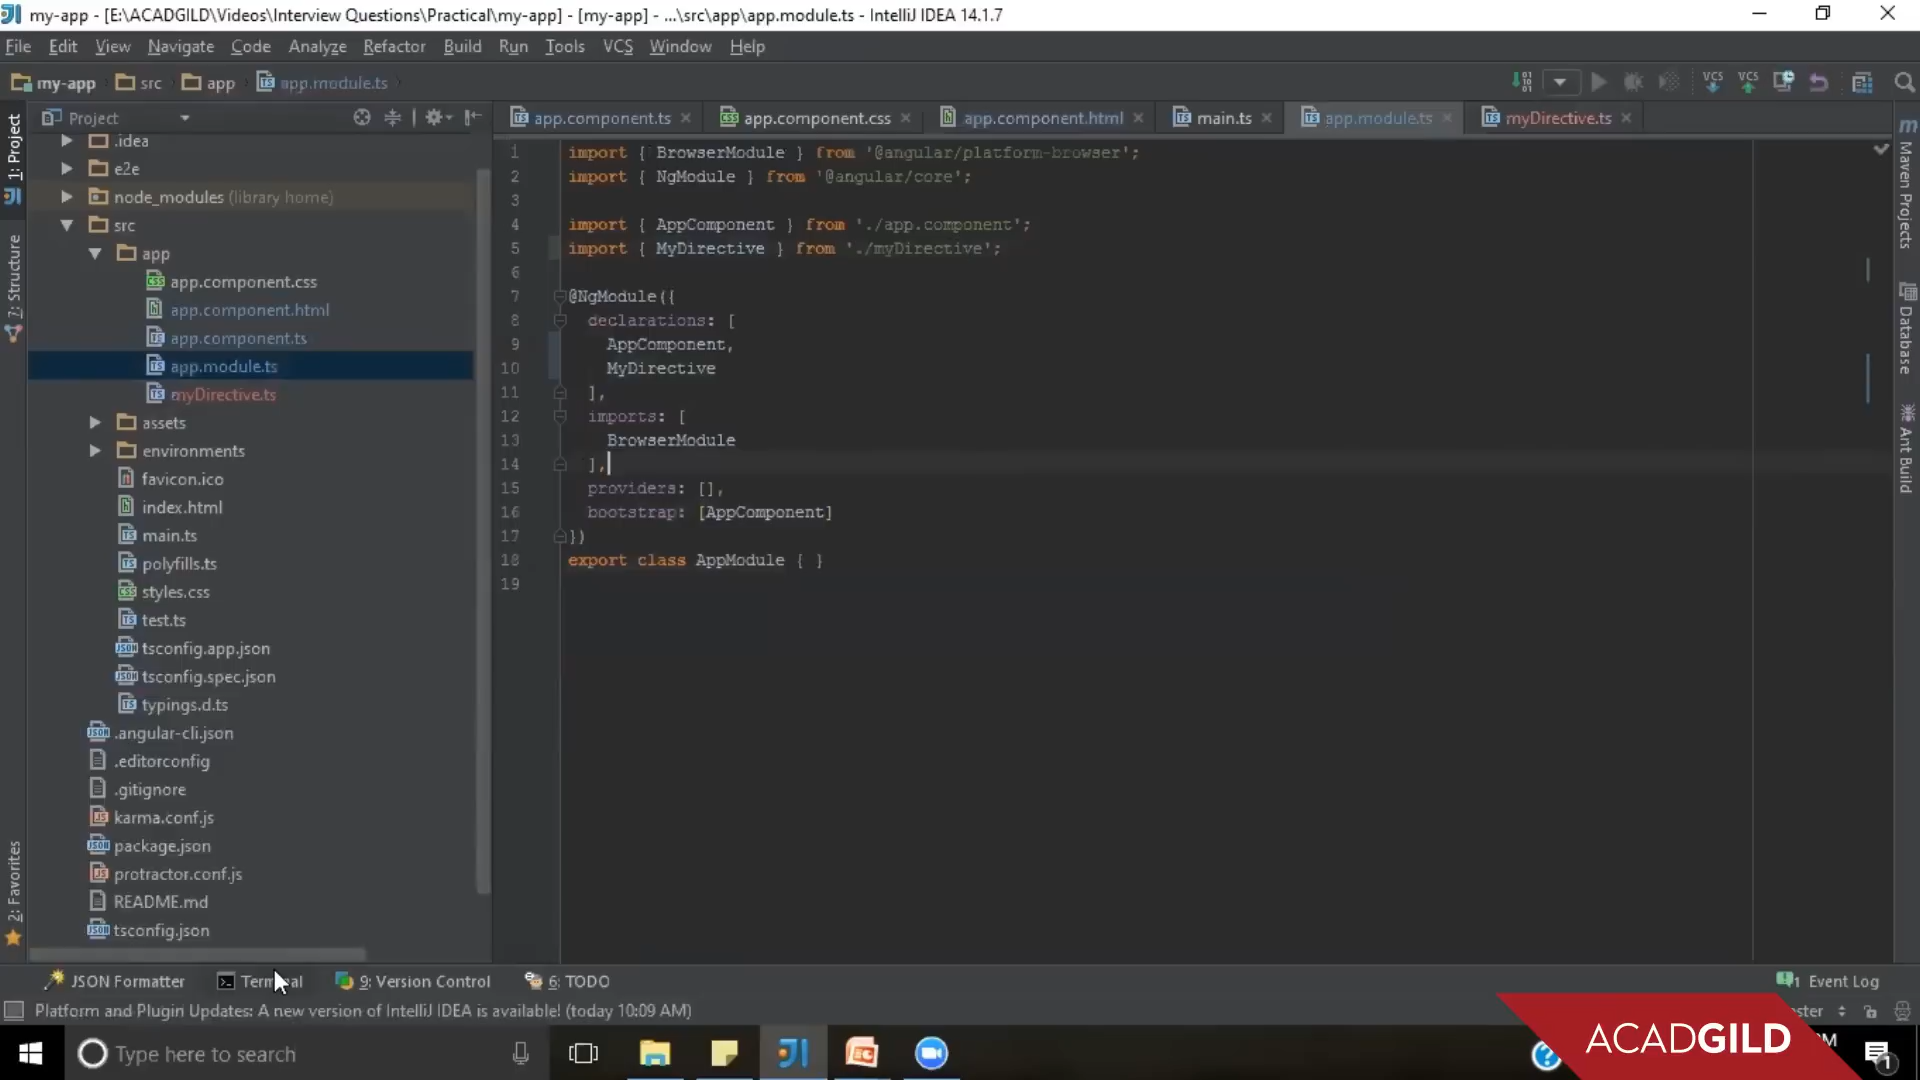 my-app - [E:\ACADGILD\Videos\Interview Questions\Practical\my-app] - [my-app] - ...\src\app\app.module.ts - IntelliJ IDEA 14.1.7
File Edit View Navigate Code Analyze Refactor Build Run Tools VCS Window Help
my-app src app app.module.ts
VCS VCS
Project
app.component.ts app.component.css app.component.html main.ts app.module.ts myDirective.ts
1: Project
7: Structure
2: Favorites
.idea
e2e
node_modules (library home)
src
app
app.component.css
app.component.html
app.component.ts
app.module.ts
myDirective.ts
assets
environments
favicon.ico
index.html
main.ts
polyfills.ts
styles.css
test.ts
tsconfig.app.json
tsconfig.spec.json
typings.d.ts
.angular-cli.json
.editorconfig
.gitignore
karma.conf.js
package.json
protractor.conf.js
README.md
tsconfig.json
1 import { BrowserModule } from '@angular/platform-browser';
2 import { NgModule } from '@angular/core';
3
4 import { AppComponent } from './app.component';
5 import { MyDirective } from './myDirective';
6
7 @NgModule({
8 declarations: [
9 AppComponent,
10 MyDirective
11 ],
12 imports: [
13 BrowserModule
14 ],
15 providers: [],
16 bootstrap: [AppComponent]
17 })
18 export class AppModule { }
19
Maven Projects
Database
Ant Build
JSON Formatter Terminal 9: Version Control 6: TODO 1 Event Log
Platform and Plugin Updates: A new version of IntelliJ IDEA is available! (today 10:09 AM)
Type here to search
ACADGILD
1